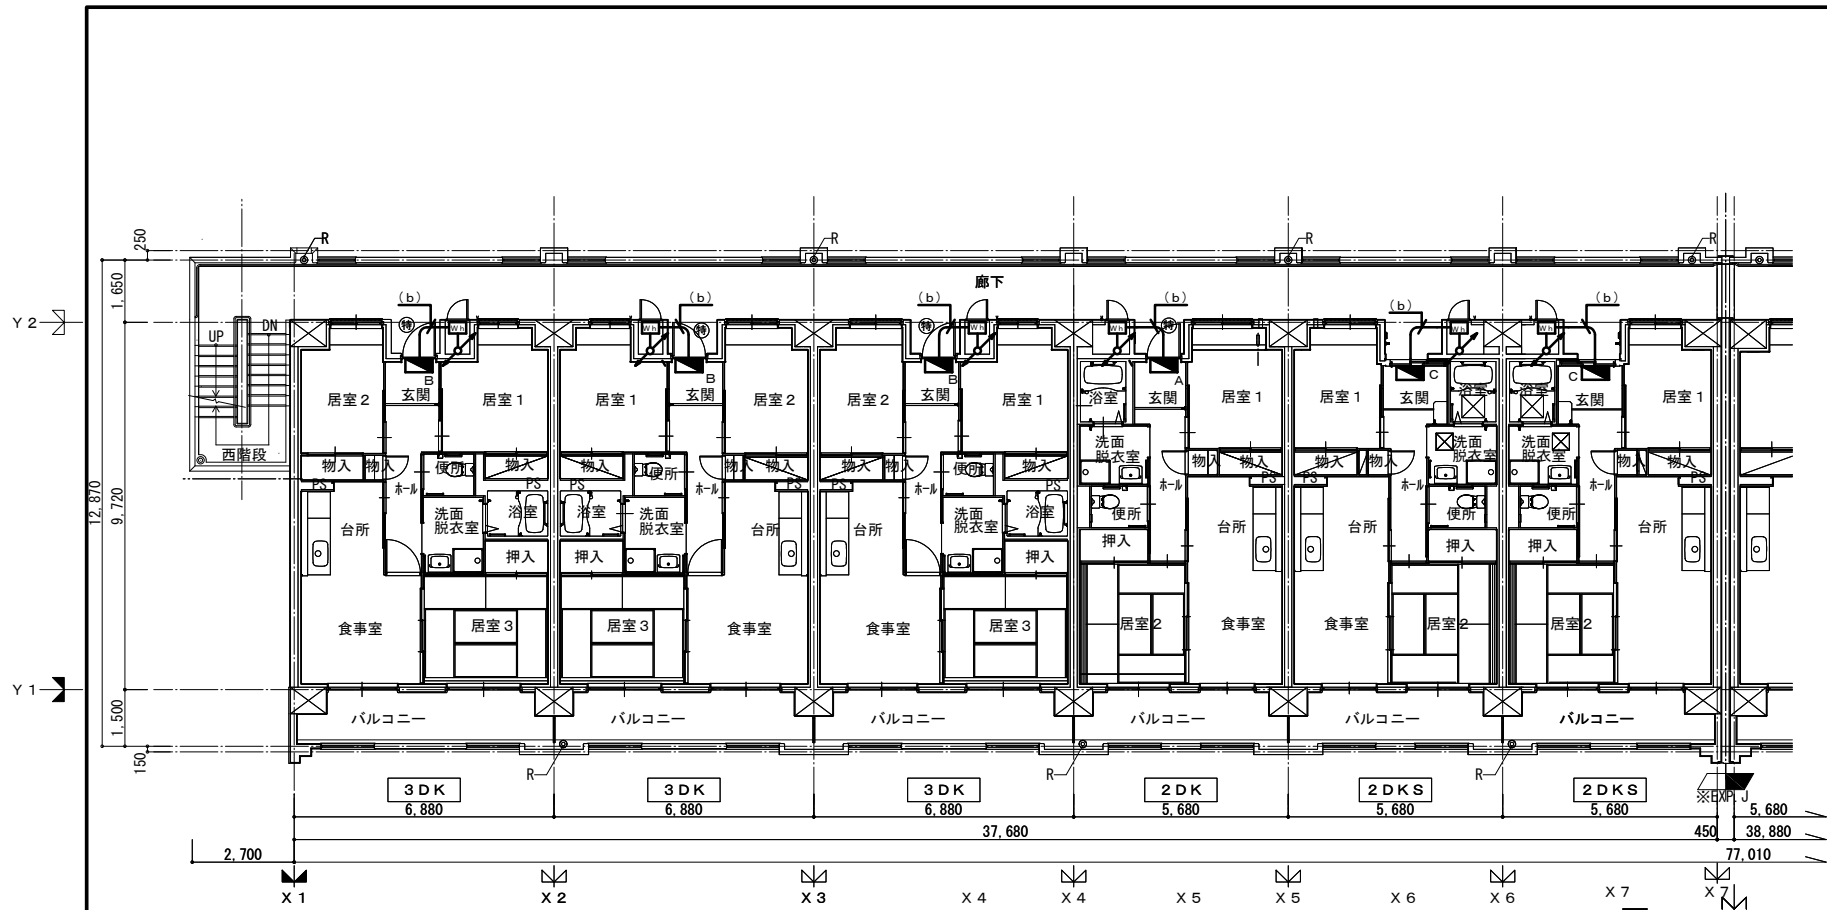 250
R
R
R
R
1,650
廊下
(b)
(b)
(b)
(b)
(b)
(b)
Y2
UP
DN
特
Wh
Wh
特
特
Wh
Wh
特
Wh
Wh
B
B
B
A
C
C
居室2
玄関
居室1
居室1
玄関
居室2
居室2
玄関
居室1
浴室
玄関
居室1
居室1
玄関
浴室
浴室
玄関
居室1
西階段
物入
物入
便所
物入
物入
便所
物入
物入
物入
物入
便所
物入
洗面
脱衣室
物入
物入
物入
物入
洗面
脱衣室
洗面
脱衣室
物入
物入
PS
PS
PS
PS
PS
PS
PS
PS
PS
12,870
9,720
台所
ホール
洗面
脱衣室
浴室
浴室
洗面
脱衣室
ホール
台所
台所
ホール
洗面
脱衣室
浴室
便所
ホール
台所
台所
ホール
便所
便所
ホール
台所
押入
押入
押入
押入
押入
押入
食事室
居室3
居室3
食事室
食事室
居室3
居室2
食事室
食事室
居室2
居室2
Y1
1,500
バルコニー
バルコニー
バルコニー
バルコニー
バルコニー
バルコニー
150
R
R
R
3DK
3DK
3DK
2DK
2DKS
2DKS
※EXP.J
6,880
6,880
6,880
5,680
5,680
5,680
5,680
37,680
450
38,880
2,700
77,010
X1
X2
X3
X4
X4
X5
X5
X6
X6
X7
X7